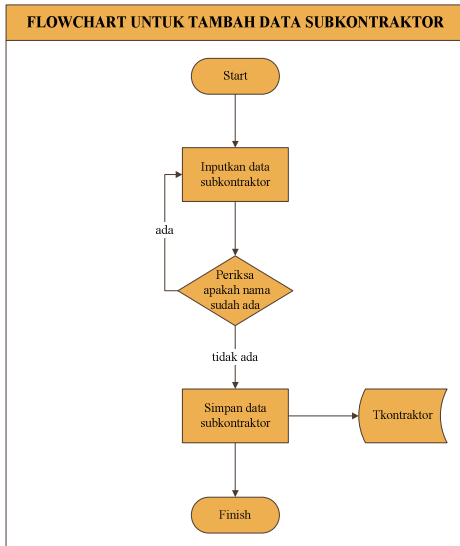 FLOWCHART UNTUK TAMBAH DATA SUBKONTRAKTOR
Start
Inputkan data
subkontraktor
ada
Periksa
apakah nama
sudah ada
tidak ada
Simpan data
subkontraktor
Tkontraktor
Finish